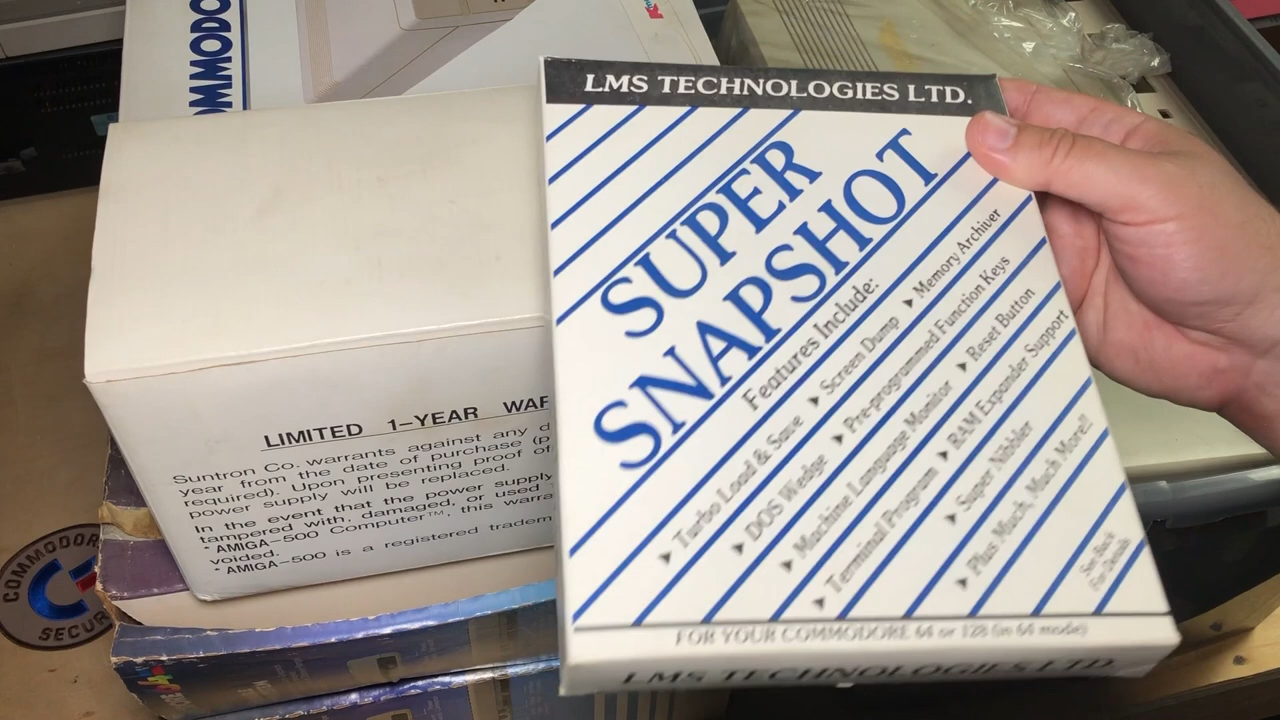 OMMODO
LMS TECHNOLOGIES LTD.
SUPER
SNAPSHOT
Features Include:
▶ Turbo Load & Save ▶ Screen Dump ▶ Memory Archiver
▶ DOS Wedge ▶ Pre-programmed Function Keys
▶ Machine Language Monitor ▶ Reset Button
▶ Terminal Program ▶ RAM Expander Support
▶ Super Nibbler
▶ Plus Much, Much More!!
See Back
For Details
FOR YOUR COMMODORE 64 or 128 (in 64 mode)
LMS TECHNOLOGIES LTD.
LIMITED 1-YEAR WAR
Suntron Co. warrants against any d
year from the date of purchase (p
required). Upon presenting proof of
power supply will be replaced.
In the event that the power supply
tampered with, damaged, or used
*AMIGA-500 Computer™, this warra
voided.
*AMIGA-500 is a registered tradem
COMMODOR
SECUR